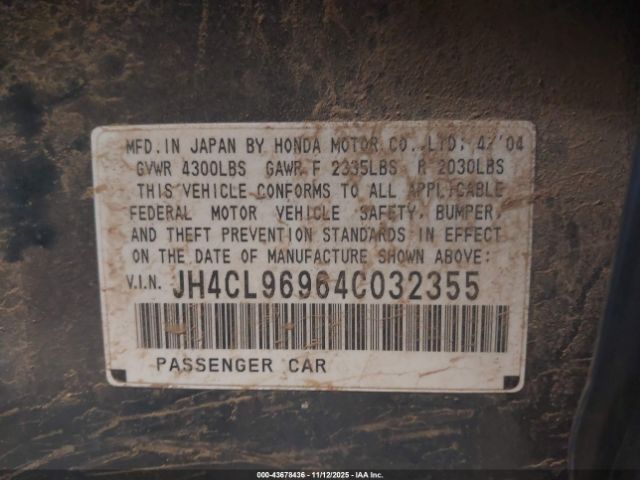 MFD.IN JAPAN BY HONDA MOTOR CO.,LTD; 4,'04
GVWR 4300LBS GAWR F 2335LBS R 2030LBS
THIS VEHICLE CONFORMS TO ALL APPLICABLE
FEDERAL MOTOR VEHICLE SAFETY, BUMPER,
AND THEFT PREVENTION STANDARDS IN EFFECT
ON THE DATE OF MANUFACTURE SHOWN ABOVE:
V.I.N. JH4CL96964C032355
PASSENGER CAR
000-43678436 - 11/12/2025 - IAA Inc.